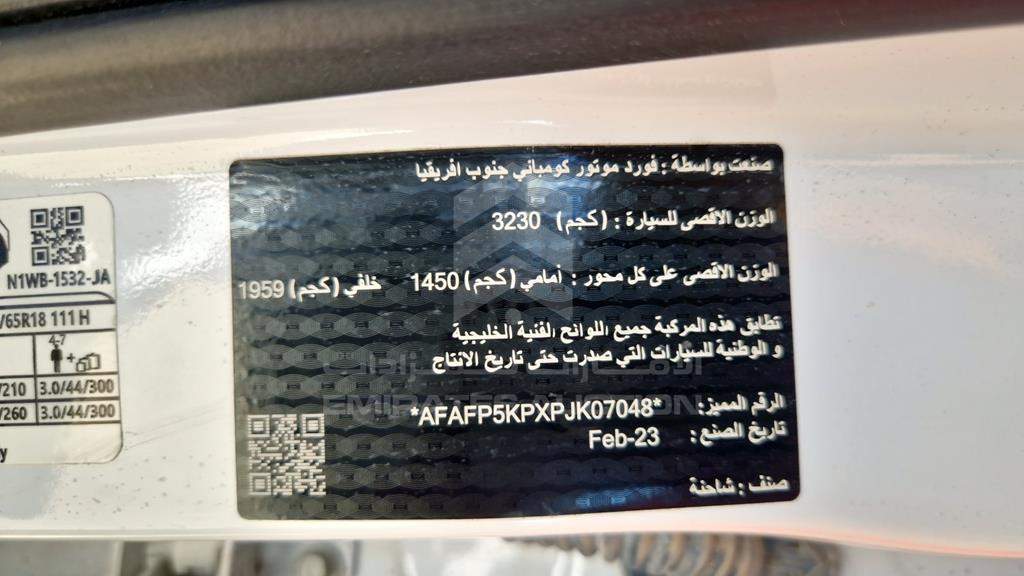 صنعت بواسطة : فورد موتور كومباني جنوب افريقيا
الوزن الاقصى للسيارة : (كجم) 3230
الوزن الاقصى على كل محور : أمامي (كجم) 1450 خلفي (كجم) 1959
تطابق هذه المركبة جميع اللوائح الفنية الخليجية
و الوطنية للسيارات التي صدرت حتى تاريخ الانتاج
الرقم المميز: *AFAFP5KPXPJK07048*
تاريخ الصنع : Feb-23
صنف : شاحنة
N1WB-1532-JA
/65R18 111 H
4-7
/210 3.0/44/300
/260 3.0/44/300
y
الامارات للمزادات
EMIRATES AUCTION